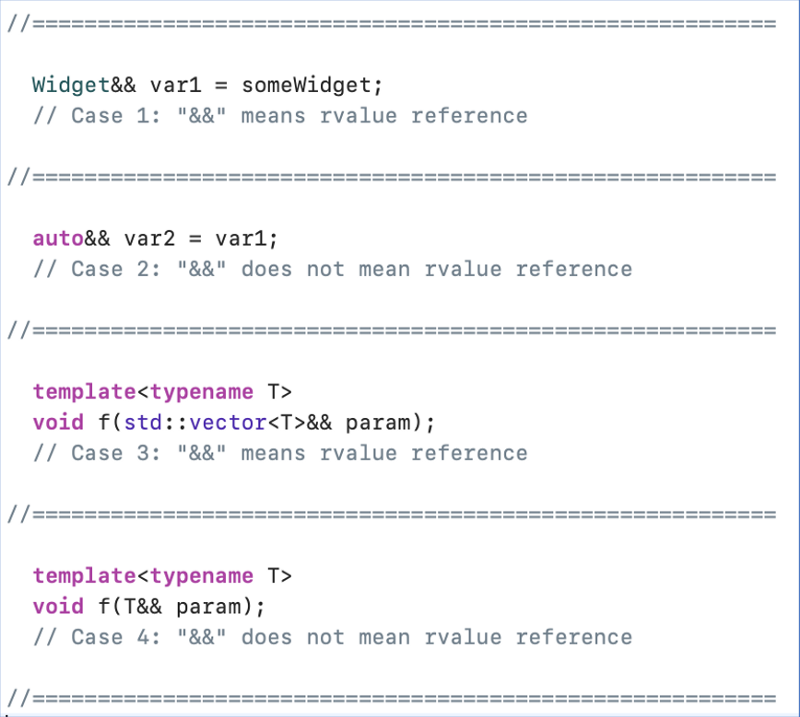 //=========================================================
Widget&& var1 = someWidget;
// Case 1: "&&" means rvalue reference
//=========================================================
auto&& var2 = var1;
// Case 2: "&&" does not mean rvalue reference
//=========================================================
template<typename T>
void f(std::vector<T>&& param);
// Case 3: "&&" means rvalue reference
//=========================================================
template<typename T>
void f(T&& param);
// Case 4: "&&" does not mean rvalue reference
//=========================================================